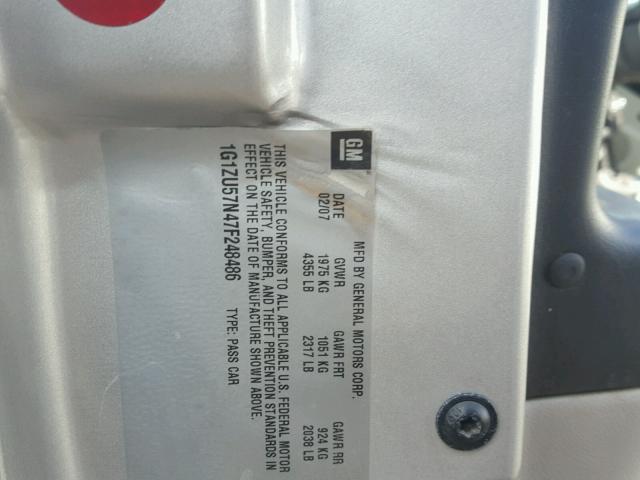 GM
MFD BY GENERAL MOTORS CORP.
DATE GVWR GAWR FRT GAWR RR
02/07 1975 KG 1051 KG 924 KG
4355 LB 2317 LB 2038 LB
THIS VEHICLE CONFORMS TO ALL APPLICABLE U.S. FEDERAL MOTOR
VEHICLE SAFETY, BUMPER, AND THEFT PREVENTION STANDARDS IN
EFFECT ON THE DATE OF MANUFACTURE SHOWN ABOVE.
1G1ZU57N47F248486 TYPE: PASS CAR